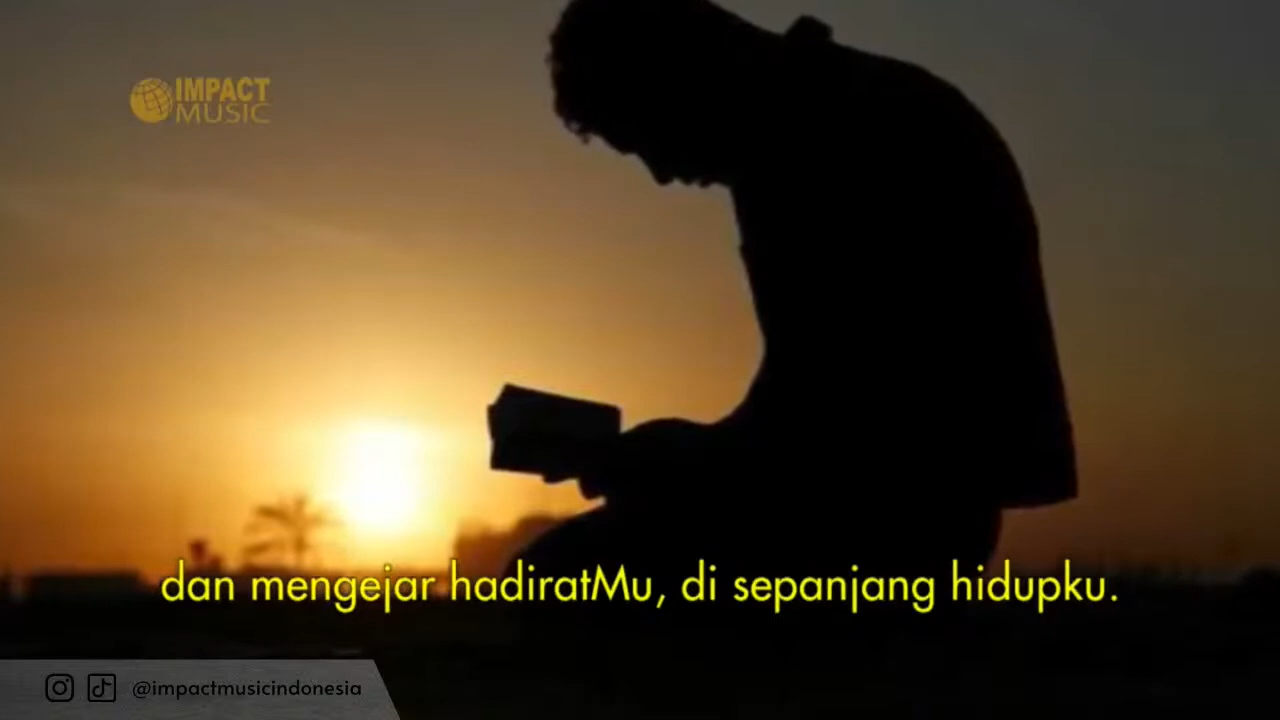 IMPACT
MUSIC
dan mengejar hadiratMu, di sepanjang hidupku.
@impactmusicindonesia